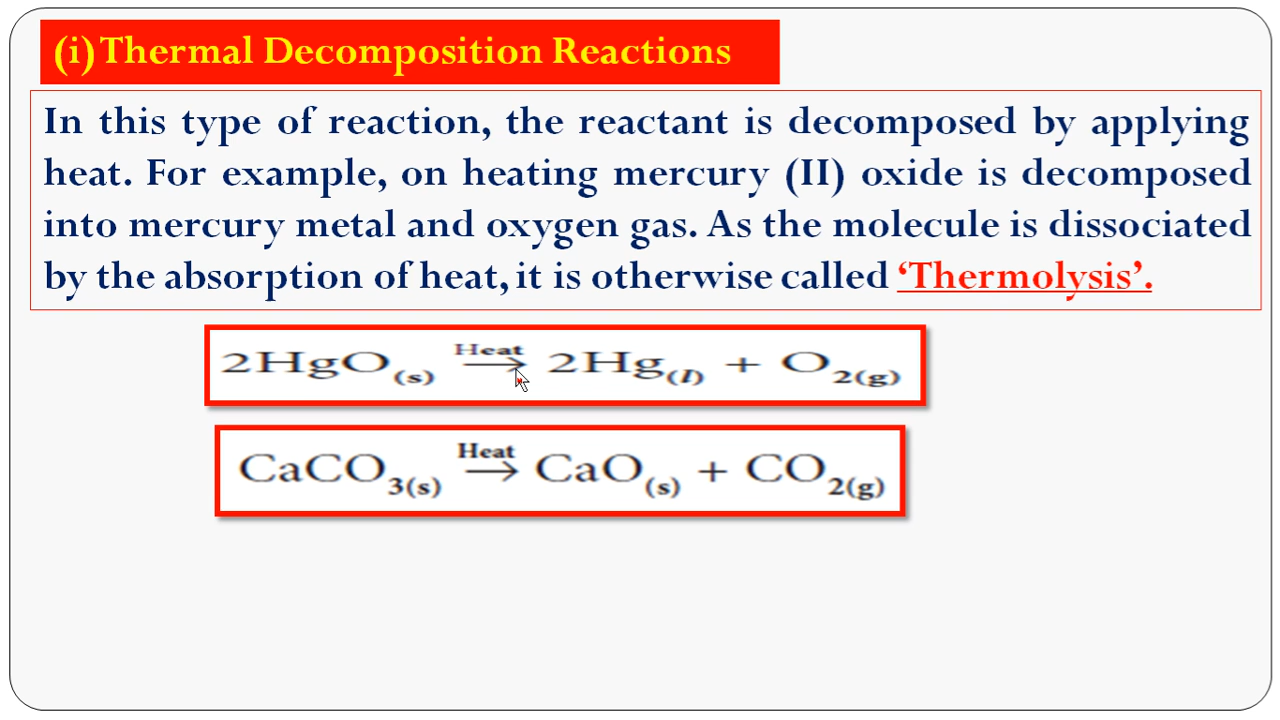 (i) Thermal Decomposition Reactions
In this type of reaction, the reactant is decomposed by applying
heat. For example, on heating mercury (II) oxide is decomposed
into mercury metal and oxygen gas. As the molecule is dissociated
by the absorption of heat, it is otherwise called ‘Thermolysis’.
2HgO(s) Heat→ 2Hg(l) + O2(g)
CaCO3(s) Heat→ CaO(s) + CO2(g)